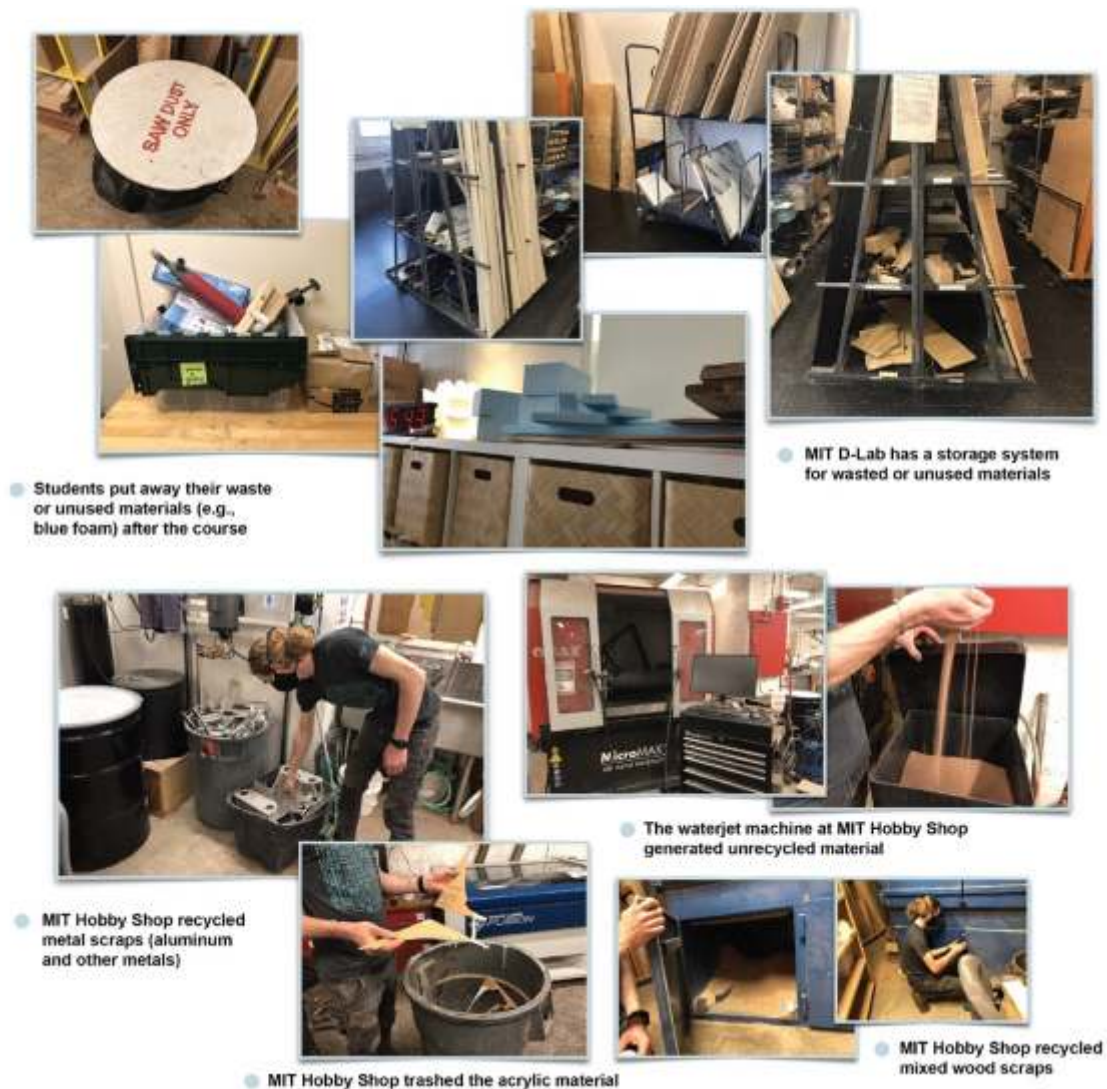 SAW DUST
ONLY
Students put away their waste
or unused materials (e.g.,
blue foam) after the course
MIT D-Lab has a storage system
for wasted or unused materials
MicroMAX
The waterjet machine at MIT Hobby Shop
generated unrecycled material
MIT Hobby Shop recycled
metal scraps (aluminum
and other metals)
MIT Hobby Shop trashed the acrylic material
MIT Hobby Shop recycled
mixed wood scraps